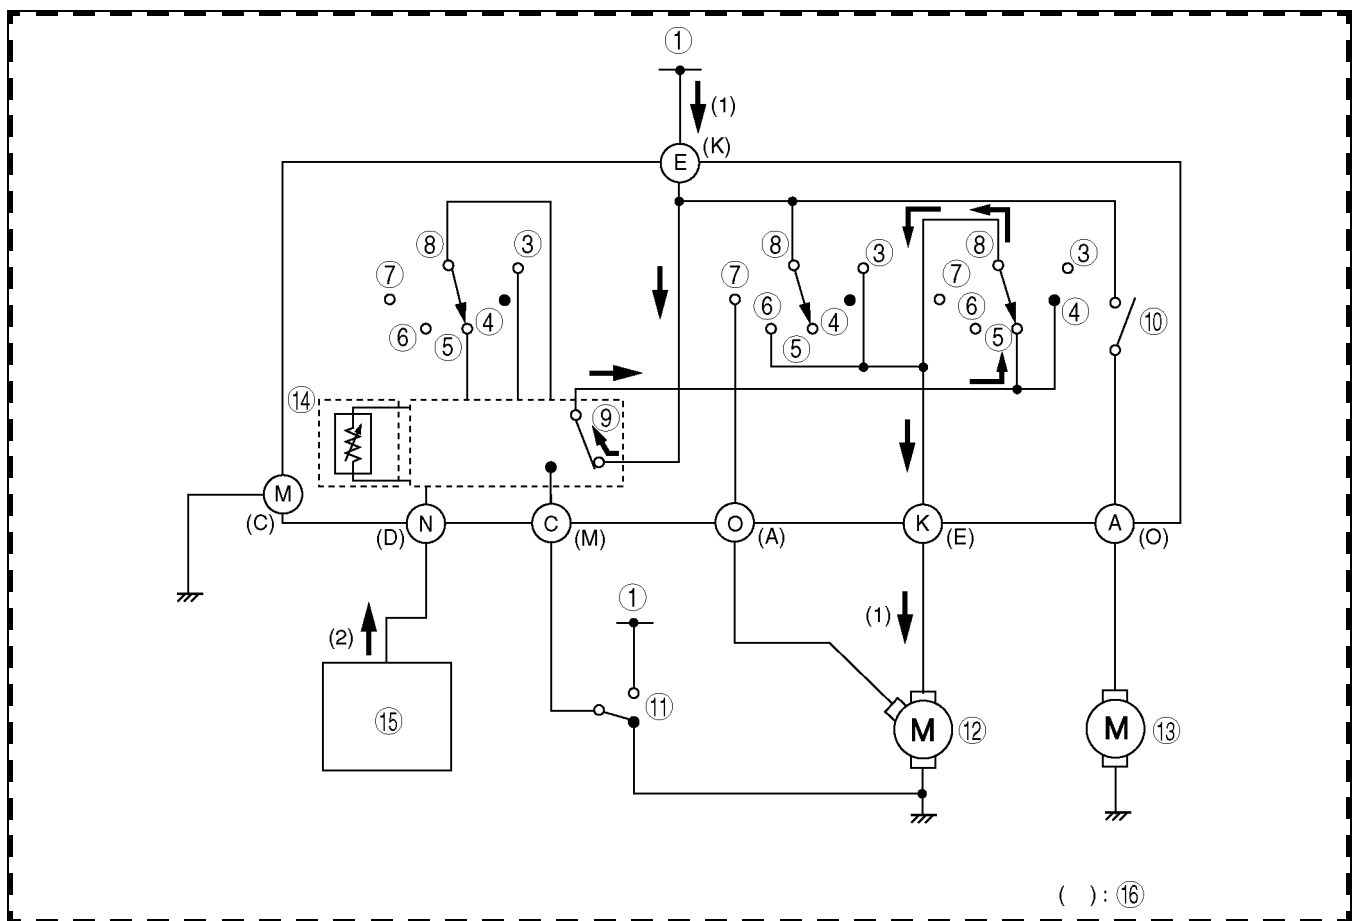 ①
(1)
E (K)
⑧ ③ ⑧ ③ ⑧ ③
⑦ ⑦ ⑦
⑥ ⑤ ④ ⑥ ⑤ ④ ⑥ ⑤ ④ ⑩
⑭ ⑨
M
(C) (D) N C (M) O (A) K (E) A (O)
①
(2) (1)
⑪
⑮ M ⑫ M ⑬
( ) : ⑯